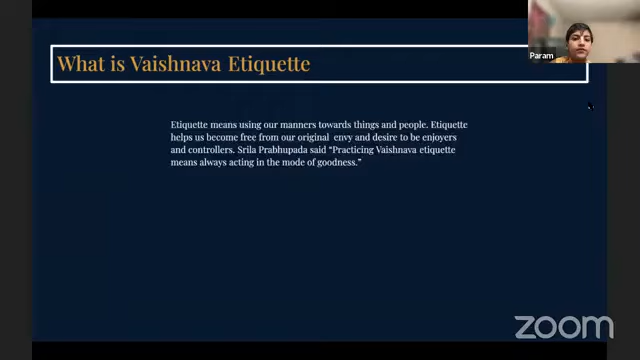 Param
What is Vaishnava Etiquette
Etiquette means using our manners towards things and people. Etiquette
helps us become free from our original envy and desire to be enjoyers
and controllers. Srila Prabhupada said “Practicing Vaishnava etiquette
means always acting in the mode of goodness.”
zoom